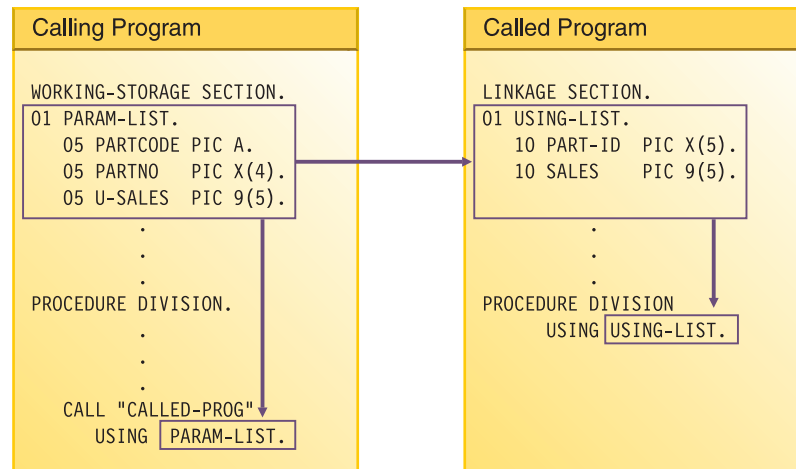 Calling Program
WORKING-STORAGE SECTION.
01 PARAM-LIST.
05 PARTCODE PIC A.
05 PARTNO PIC X(4).
05 U-SALES PIC 9(5).
.
.
.
PROCEDURE DIVISION.
.
.
.
CALL "CALLED-PROG"
USING PARAM-LIST.
Called Program
LINKAGE SECTION.
01 USING-LIST.
10 PART-ID PIC X(5).
10 SALES PIC 9(5).
.
.
.
PROCEDURE DIVISION
USING USING-LIST.